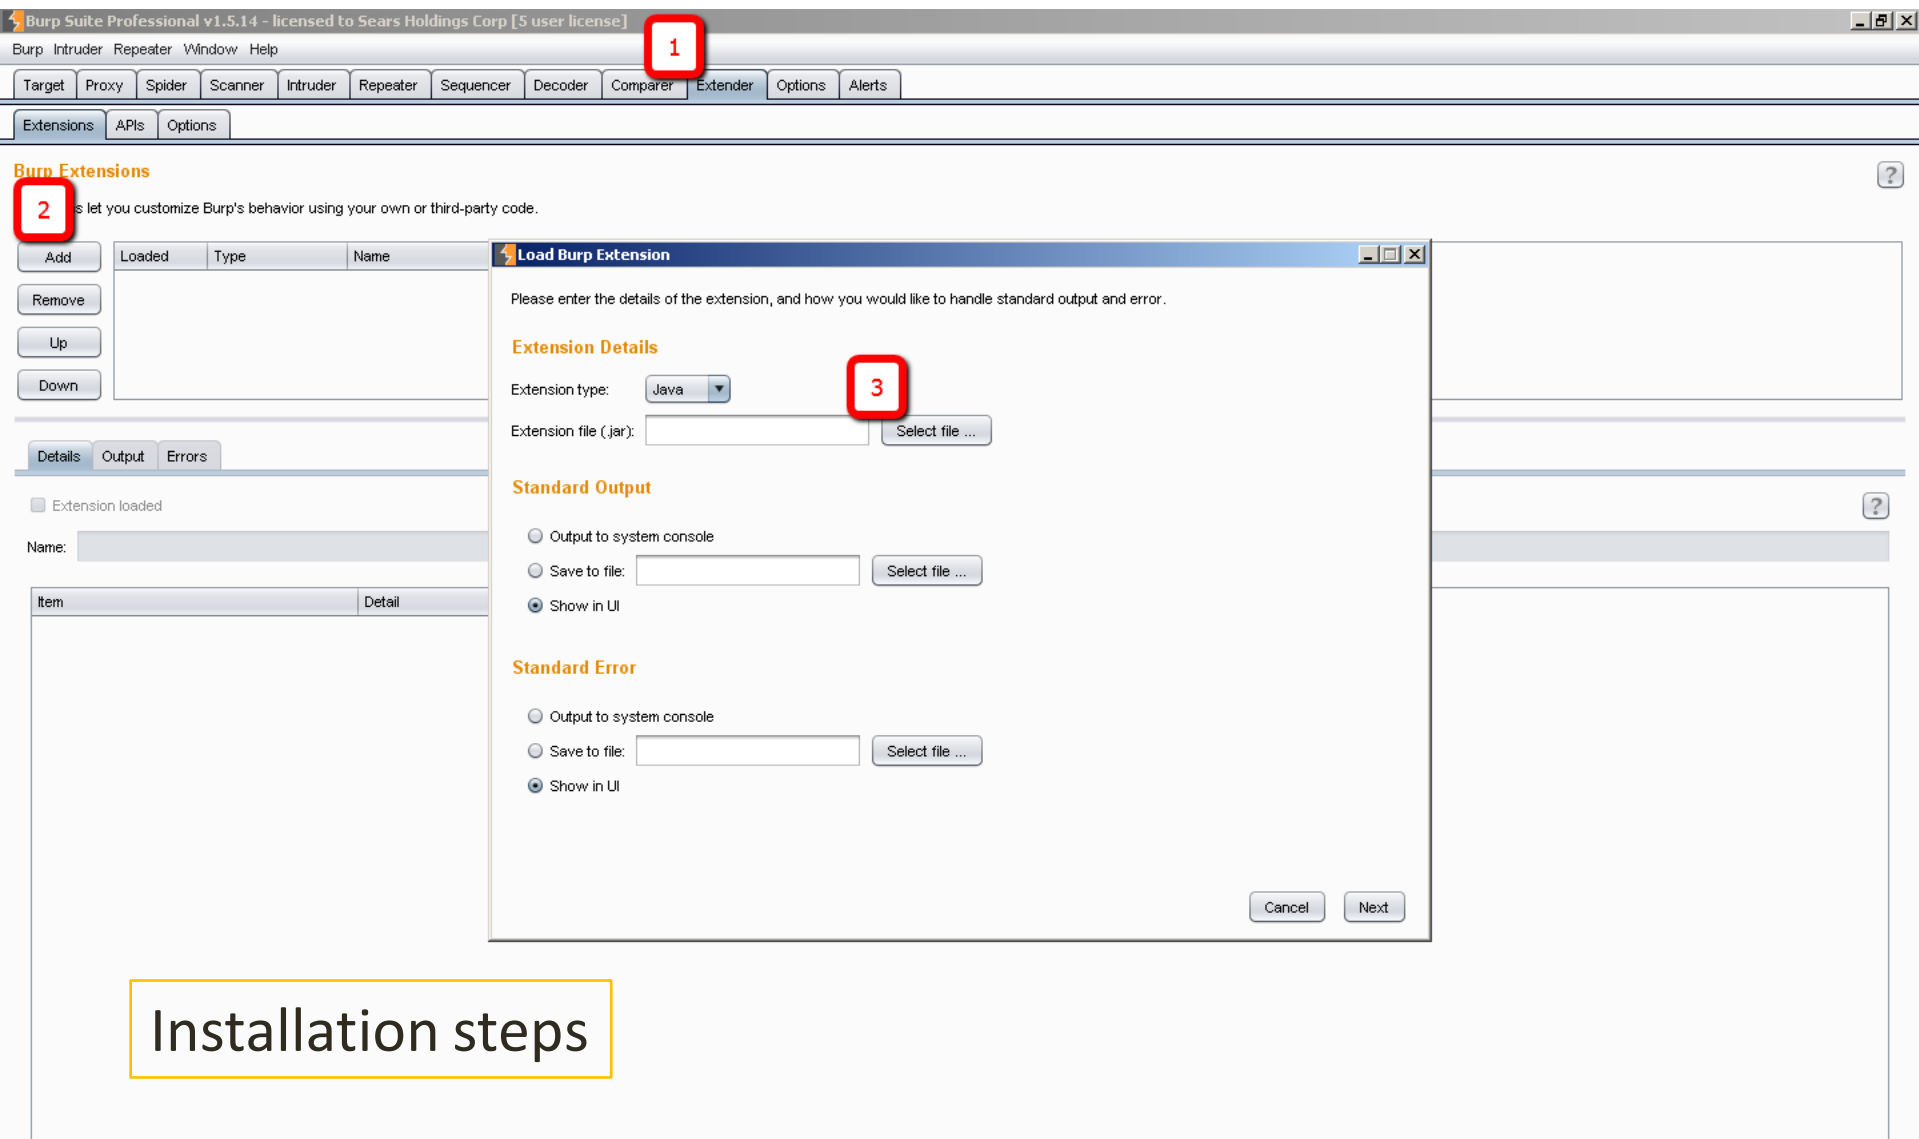 Burp Suite Professional v1.5.14 - licensed to Sears Holdings Corp [5 user license]
1
Burp Intruder Repeater Window Help
Target Proxy Spider Scanner Intruder Repeater Sequencer Decoder Comparer Extender Options Alerts
Extensions APIs Options
Burp Extensions
?
2
s let you customize Burp's behavior using your own or third-party code.
Add
Remove
Up
Down
Loaded Type Name
Load Burp Extension
Please enter the details of the extension, and how you would like to handle standard output and error.
Extension Details
3
Extension type: Java
Extension file (.jar): Select file ...
Standard Output
Output to system console
Save to file: Select file ...
Show in UI
Standard Error
Output to system console
Save to file: Select file ...
Show in UI
Cancel Next
Details Output Errors
Extension loaded
?
Name:
Item Detail
Installation steps